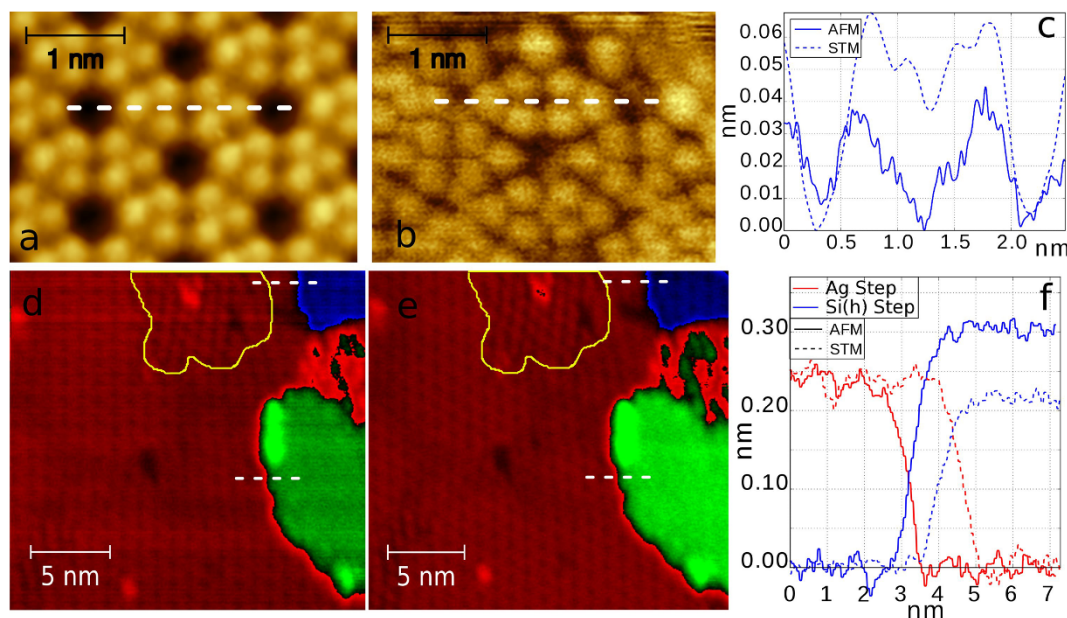 1 nm
a
1 nm
b
c
AFM
STM
nm
0.06
0.05
0.04
0.03
0.02
0.01
0.00
0 0.5 1.0 1.5 2.0
nm
d
5 nm
e
5 nm
f
Ag Step
Si(h) Step
AFM
STM
nm
0.30
0.20
0.10
0.00
0 1 2 3 4 5 6 7
nm